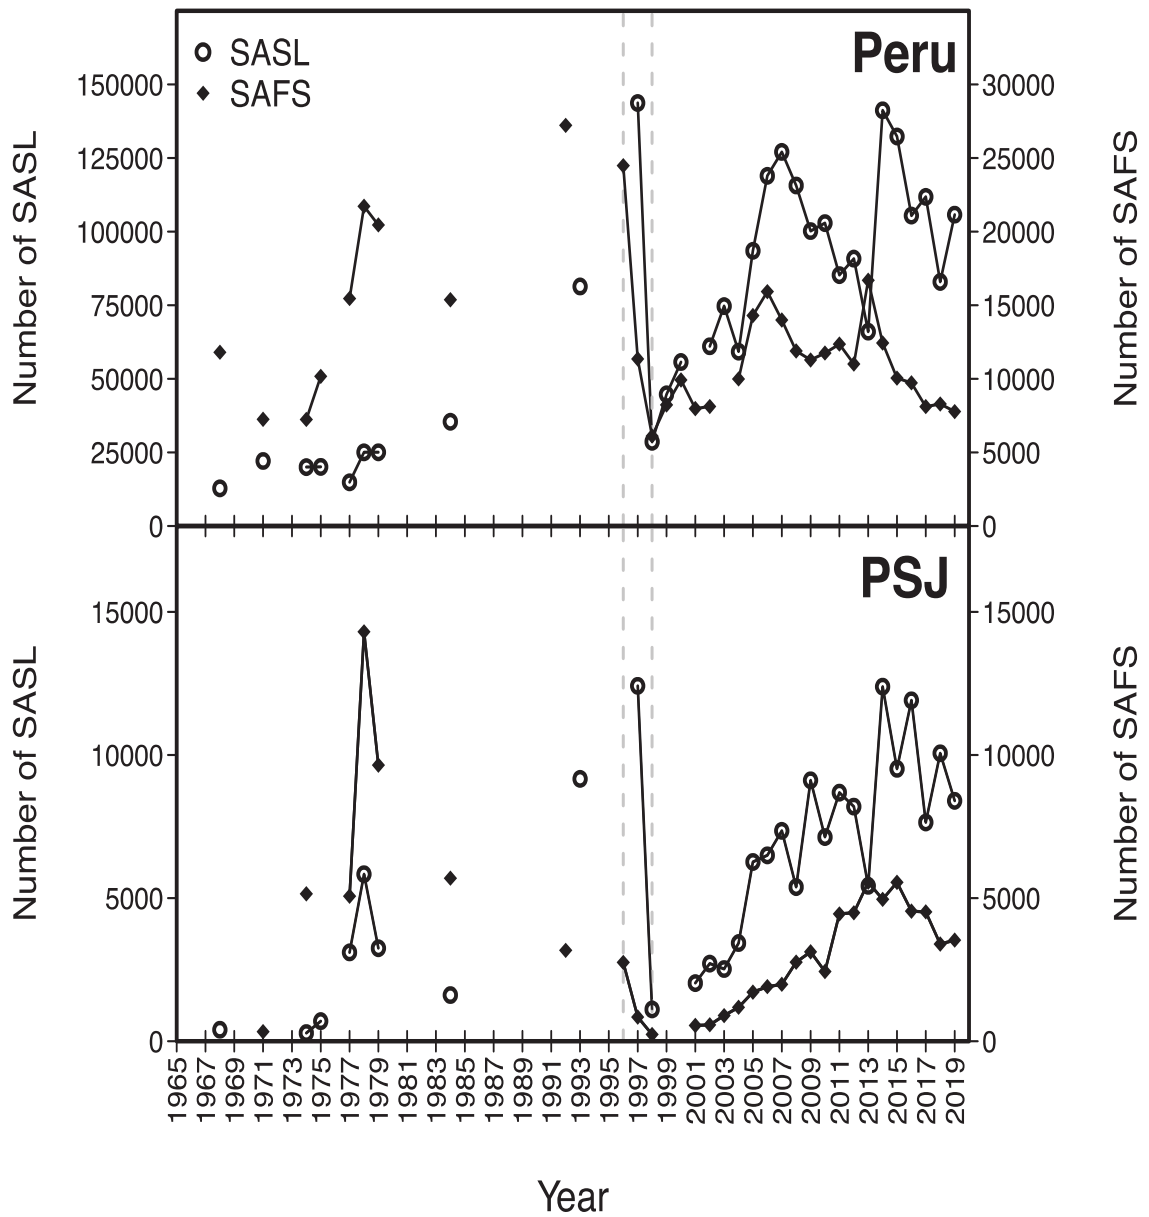 Peru
SASL
SAFS
150000
125000
100000
75000
50000
25000
0
Number of SASL
30000
25000
20000
15000
10000
5000
0
Number of SAFS
PSJ
15000
10000
5000
0
Number of SASL
15000
10000
5000
0
Number of SAFS
1965 1967 1969 1971 1973 1975 1977 1979 1981 1983 1985 1987 1989 1991 1993 1995 1997 1999 2001 2003 2005 2007 2009 2011 2013 2015 2017 2019
Year